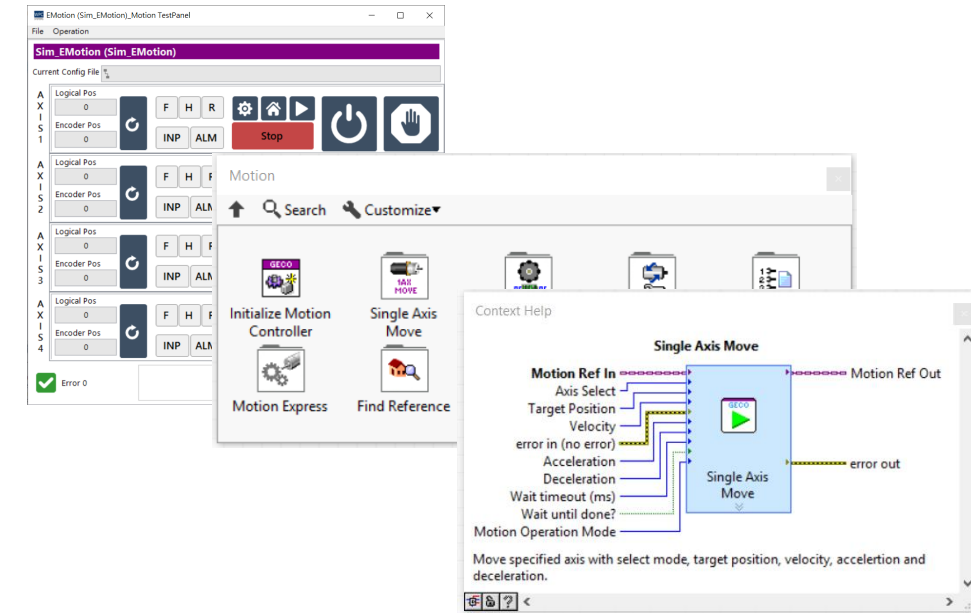 EMotion (Sim_EMotion)_Motion TestPanel
File Operation
Sim_EMotion (Sim_EMotion)
Current Config File
AXIS 1
Logical Pos
0
Encoder Pos
0
F H R
INP ALM
Stop
AXIS 2
Logical Pos
0
Encoder Pos
0
F H
INP
AXIS 3
Logical Pos
0
Encoder Pos
0
F H
INP
AXIS 4
Logical Pos
0
Encoder Pos
0
F H
INP
Error 0
Motion
Search Customize
GECO
Initialize Motion
Controller
1AX
MOVE
Single Axis
Move
Motion Express
Find Reference
Context Help
Single Axis Move
Motion Ref In
Axis Select
Target Position
Velocity
error in (no error)
Acceleration
Deceleration
Wait timeout (ms)
Wait until done?
Motion Operation Mode
GECO
Single Axis
Move
Motion Ref Out
error out
Move specified axis with select mode, target position, velocity, accelertion and
deceleration.